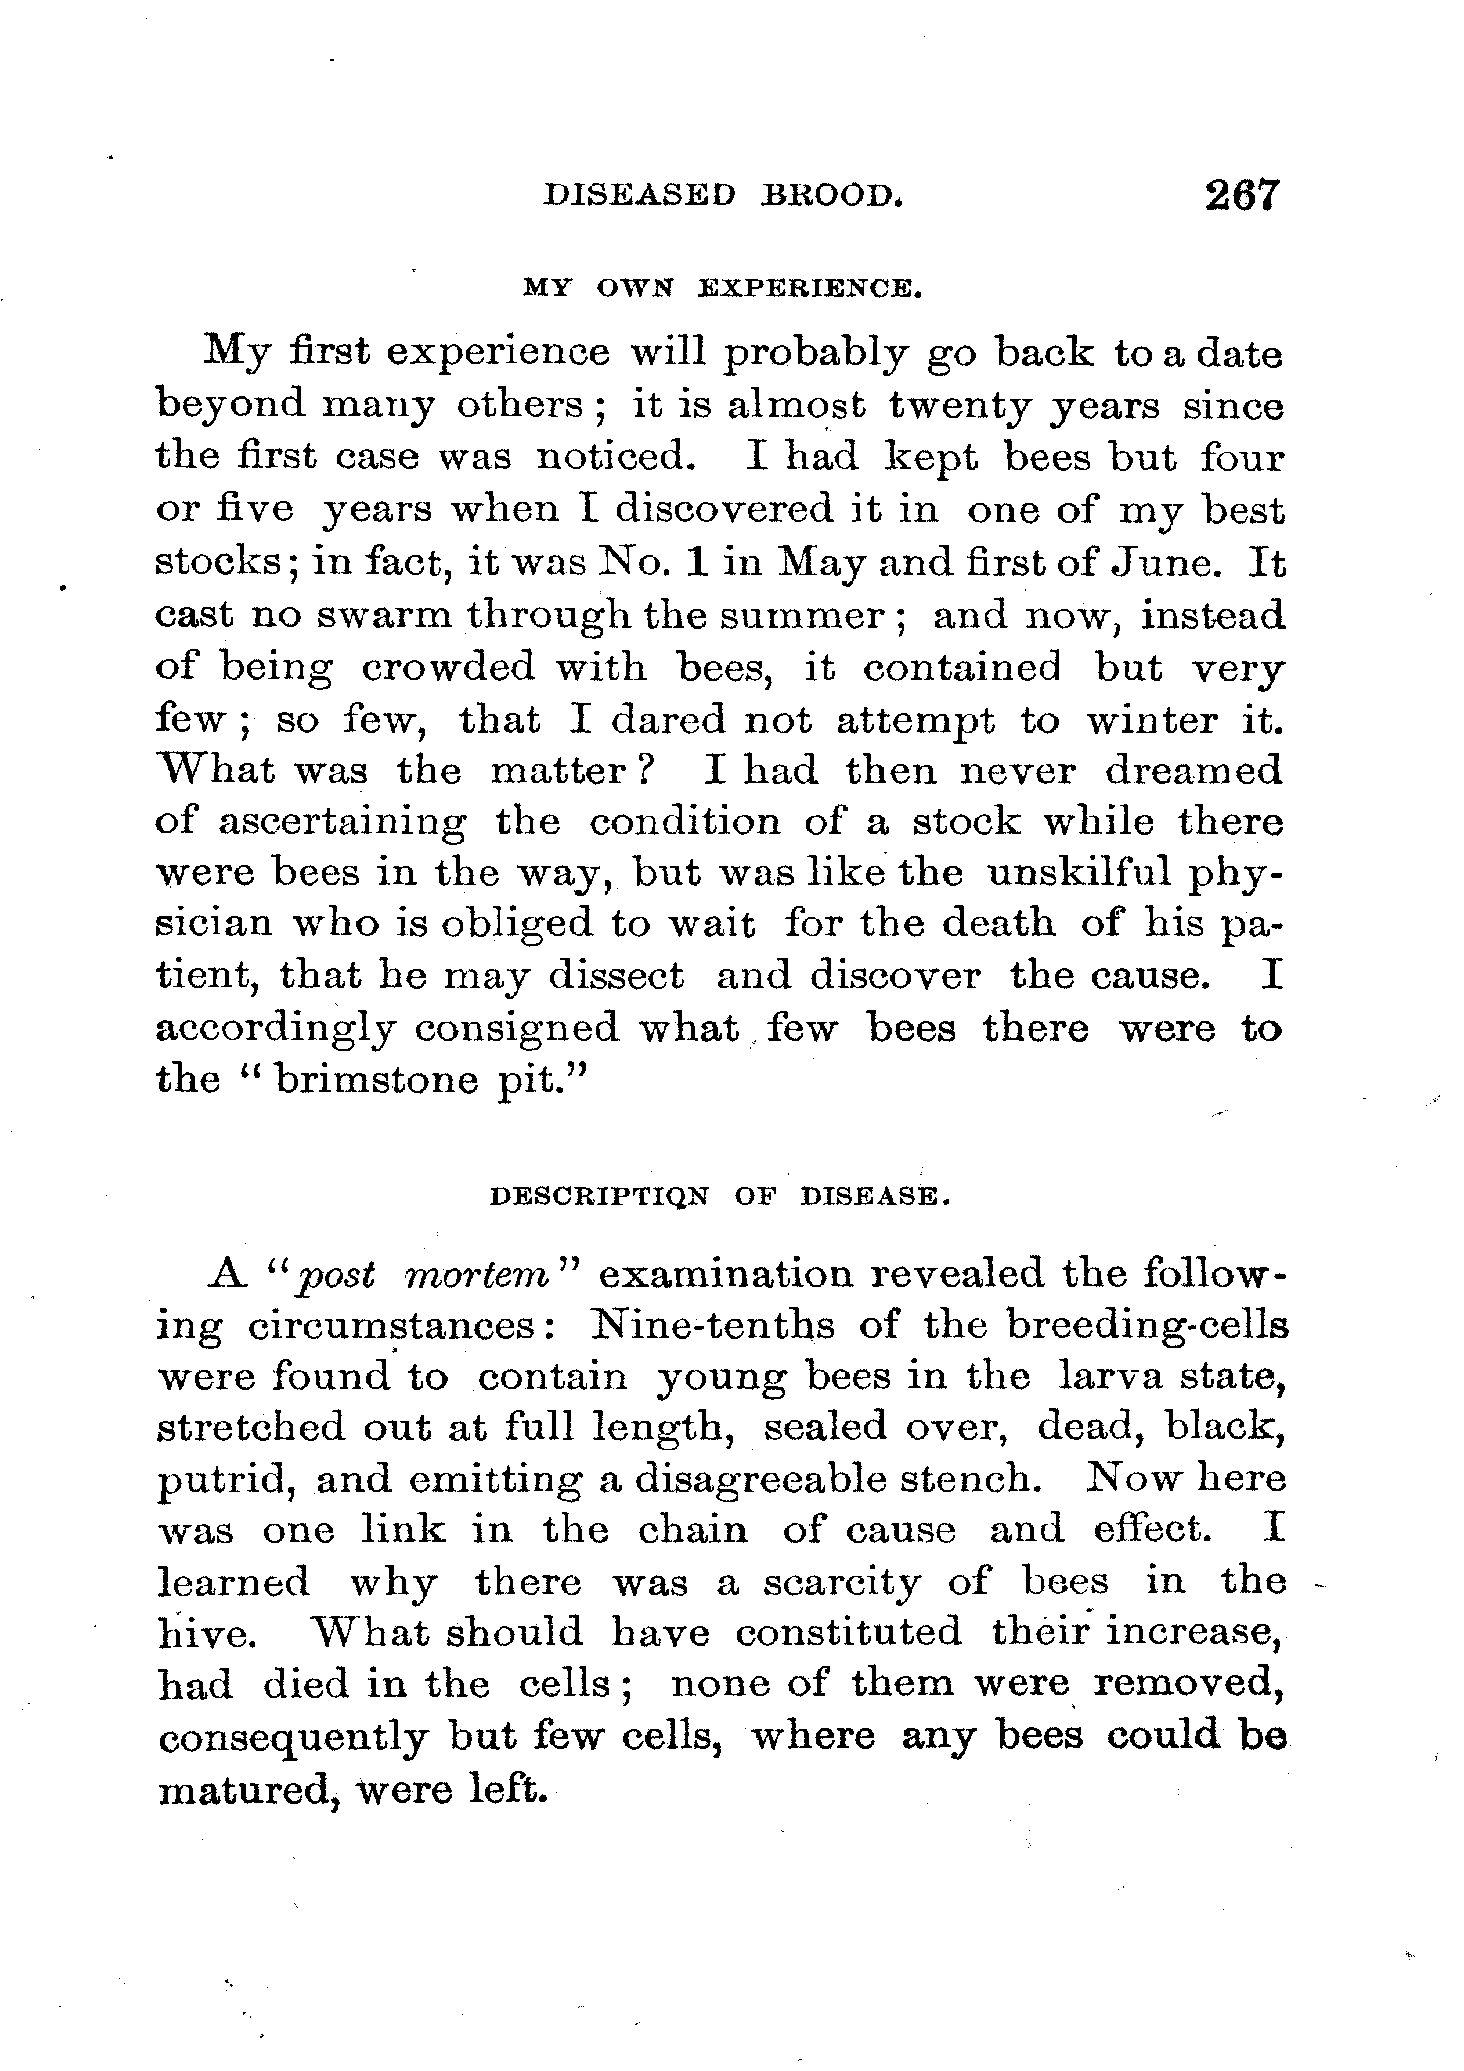 DISEASED BROOD. 267
MY OWN EXPERIENCE.
My first experience will probably go back to a date
beyond many others ; it is almost twenty years since
the first case was noticed. I had kept bees but four
or five years when I discovered it in one of my best
stocks ; in fact, it was No. 1 in May and first of June. It
cast no swarm through the summer ; and now, instead
of being crowded with bees, it contained but very
few ; so few, that I dared not attempt to winter it.
What was the matter ? I had then never dreamed
of ascertaining the condition of a stock while there
were bees in the way, but was like the unskilful phy-
sician who is obliged to wait for the death of his pa-
tient, that he may dissect and discover the cause. I
accordingly consigned what few bees there were to
the " brimstone pit."
DESCRIPTION OF DISEASE.
A " post mortem " examination revealed the follow-
ing circumstances : Nine-tenths of the breeding-cells
were found to contain young bees in the larva state,
stretched out at full length, sealed over, dead, black,
putrid, and emitting a disagreeable stench. Now here
was one link in the chain of cause and effect. I
learned why there was a scarcity of bees in the
hive. What should have constituted their increase,
had died in the cells ; none of them were removed,
consequently but few cells, where any bees could be
matured, were left.